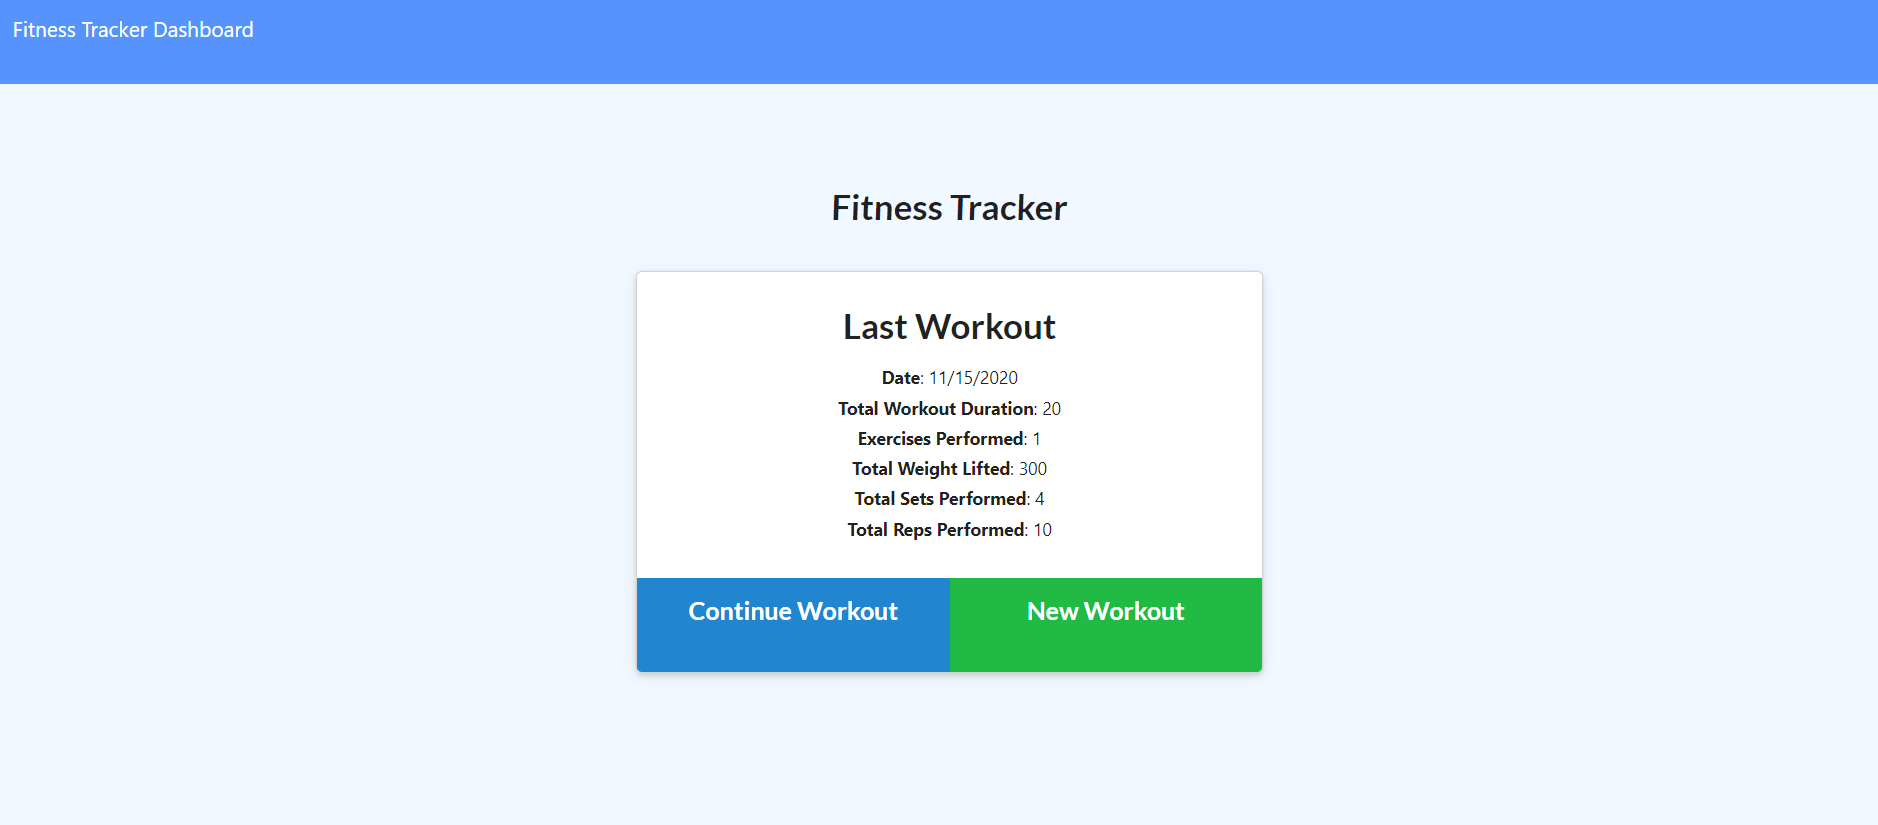 Fitness Tracker Dashboard
Fitness Tracker
Last Workout
Date: 11/15/2020
Total Workout Duration: 20
Exercises Performed: 1
Total Weight Lifted: 300
Total Sets Performed: 4
Total Reps Performed: 10
Continue Workout
New Workout